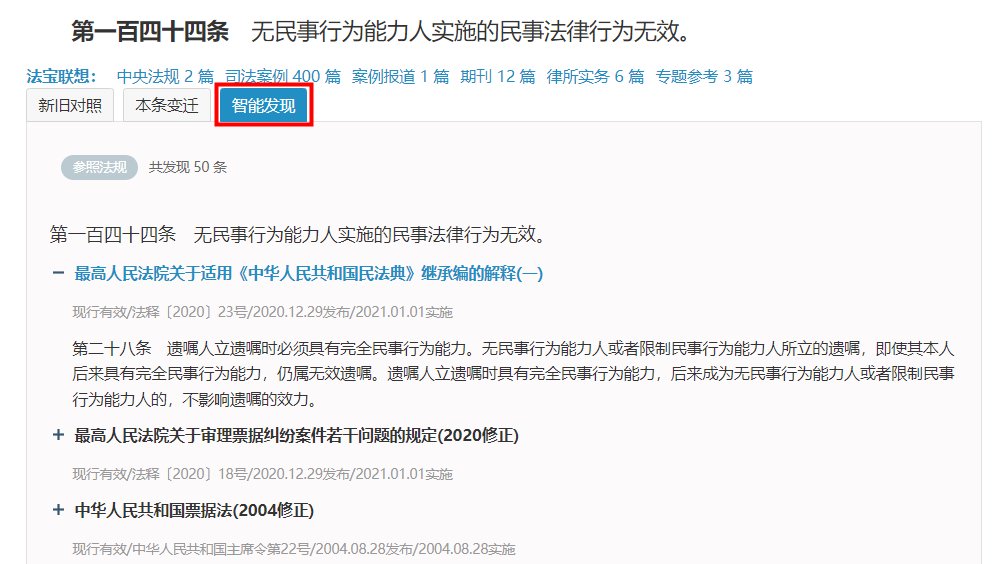 第一百四十四条　无民事行为能力人实施的民事法律行为无效。
法宝联想： 中央法规 2 篇 司法案例 400 篇 案例报道 1 篇 期刊 12 篇 律所实务 6 篇 专题参考 3 篇
新旧对照 本条变迁 智能发现
参照法规 共发现 50 条
第一百四十四条　无民事行为能力人实施的民事法律行为无效。
− 最高人民法院关于适用《中华人民共和国民法典》继承编的解释(一)
现行有效/法释〔2020〕23号/2020.12.29发布/2021.01.01实施
第二十八条　遗嘱人立遗嘱时必须具有完全民事行为能力。无民事行为能力人或者限制民事行为能力人所立的遗嘱，即使其本人
后来具有完全民事行为能力，仍属无效遗嘱。遗嘱人立遗嘱时具有完全民事行为能力，后来成为无民事行为能力人或者限制民事
行为能力人的，不影响遗嘱的效力。
+ 最高人民法院关于审理票据纠纷案件若干问题的规定(2020修正)
现行有效/法释〔2020〕18号/2020.12.29发布/2021.01.01实施
+ 中华人民共和国票据法(2004修正)
现行有效/中华人民共和国主席令第22号/2004.08.28发布/2004.08.28实施